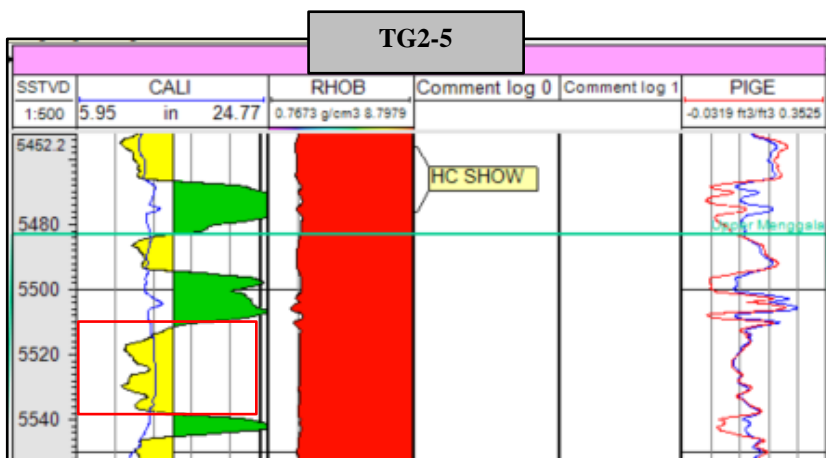 TG2-5
SSTVD CALI RHOB Comment log 0 Comment log 1 PIGE
1:500 5.95 in 24.77 0.7673 g/cm3 8.7979 -0.0319 ft3/ft3 0.3525
5462.2
HC SHOW
5480
Upper Menggala
5500
5520
5540